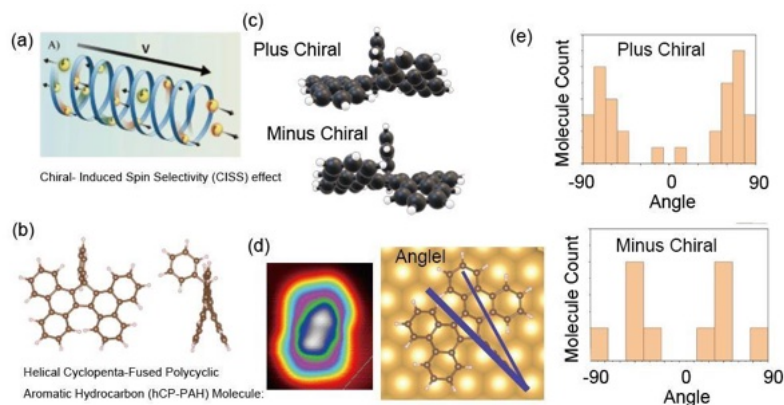 (a)
A)
V
Chiral- Induced Spin Selectivity (CISS) effect
(b)
Helical Cyclopenta-Fused Polycyclic
Aromatic Hydrocarbon (hCP-PAH) Molecule:
(c)
Plus Chiral
Minus Chiral
(d)
Anglel
(e)
Plus Chiral
Molecule Count
-90 0 90
Angle
Minus Chiral
Molecule Count
-90 0 90
Angle